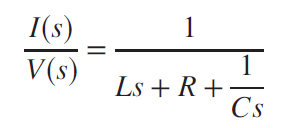 I(s)/V(s) = 1/(Ls + R + 1/(Cs))